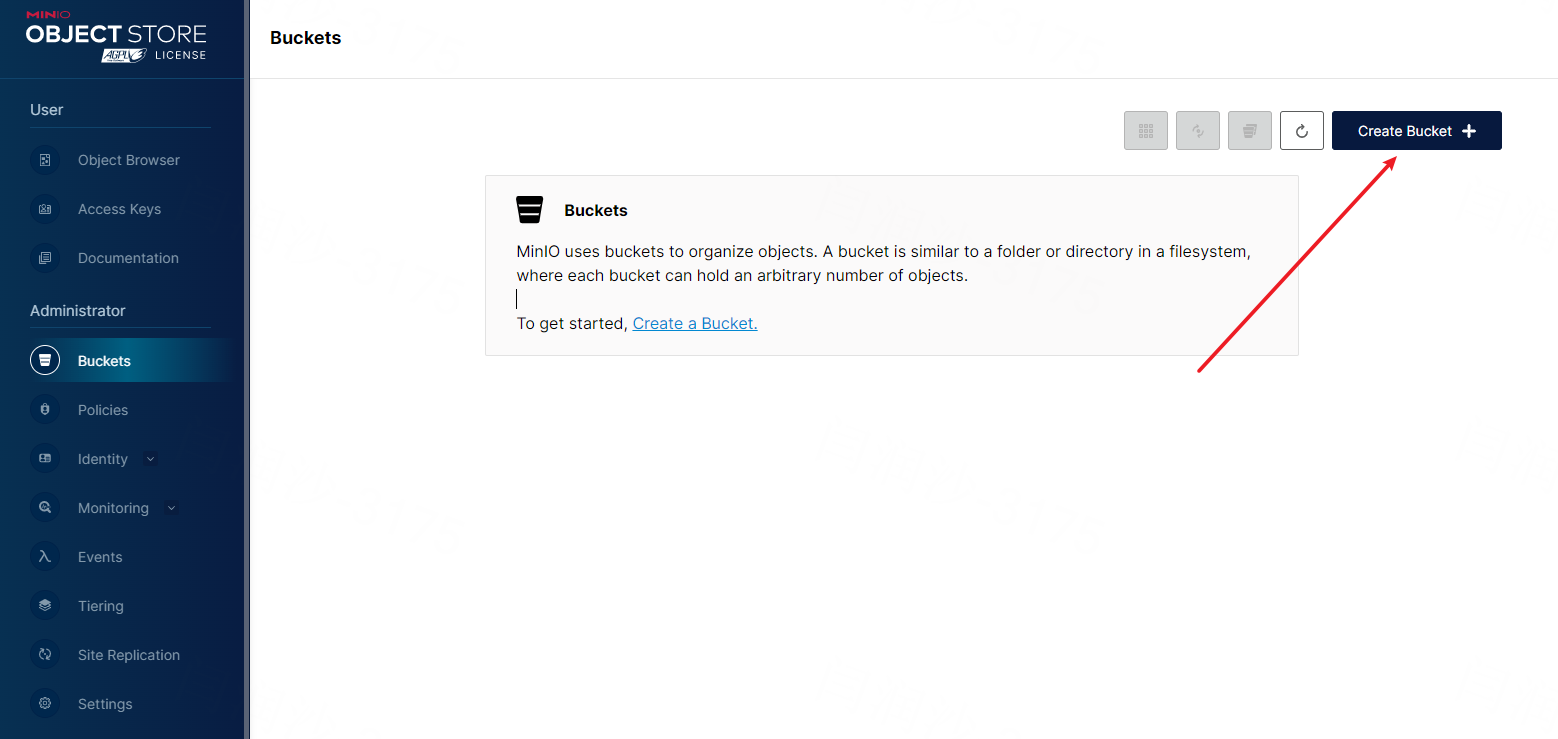 MINIO
OBJECT STORE
AGPLv3 LICENSE
User
Object Browser
Access Keys
Documentation
Administrator
Buckets
Policies
Identity
Monitoring
Events
Tiering
Site Replication
Settings
Buckets
Create Bucket
Buckets
MinIO uses buckets to organize objects. A bucket is similar to a folder or directory in a filesystem,
where each bucket can hold an arbitrary number of objects.
To get started, Create a Bucket.